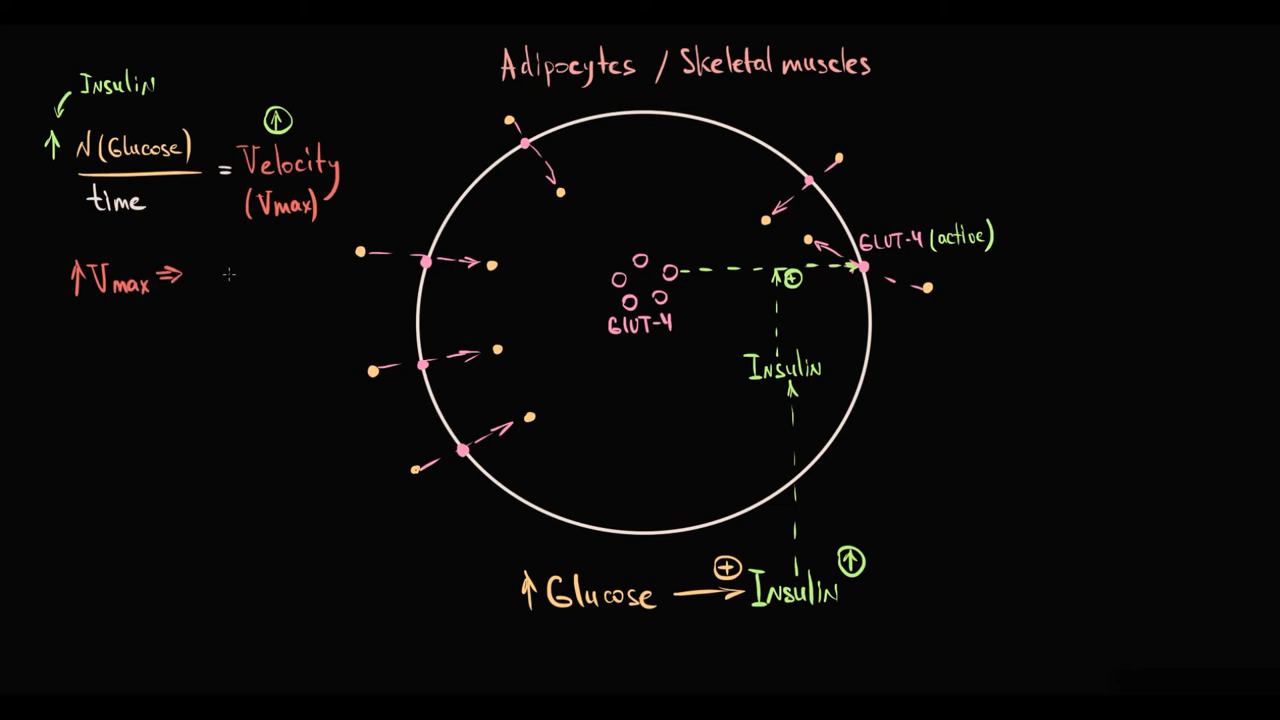 Adipocytes / Skeletal muscles
Insulin
↑ N(Glucose) = Velocity ↑
time (Vmax)
↑Vmax ⇒
GLUT-4 (active)
+
GLUT-4
Insulin
↑ Glucose ⟶ + Insulin ↑